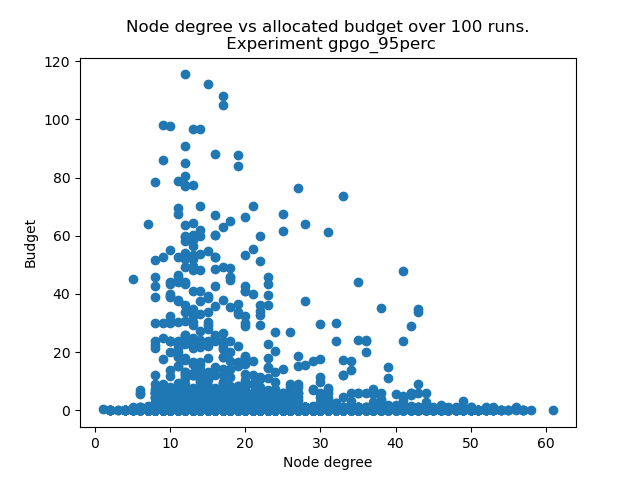 Node degree vs allocated budget over 100 runs.
Experiment gpgo_95perc
120
100
80
60
40
20
0
Budget
0 10 20 30 40 50 60
Node degree